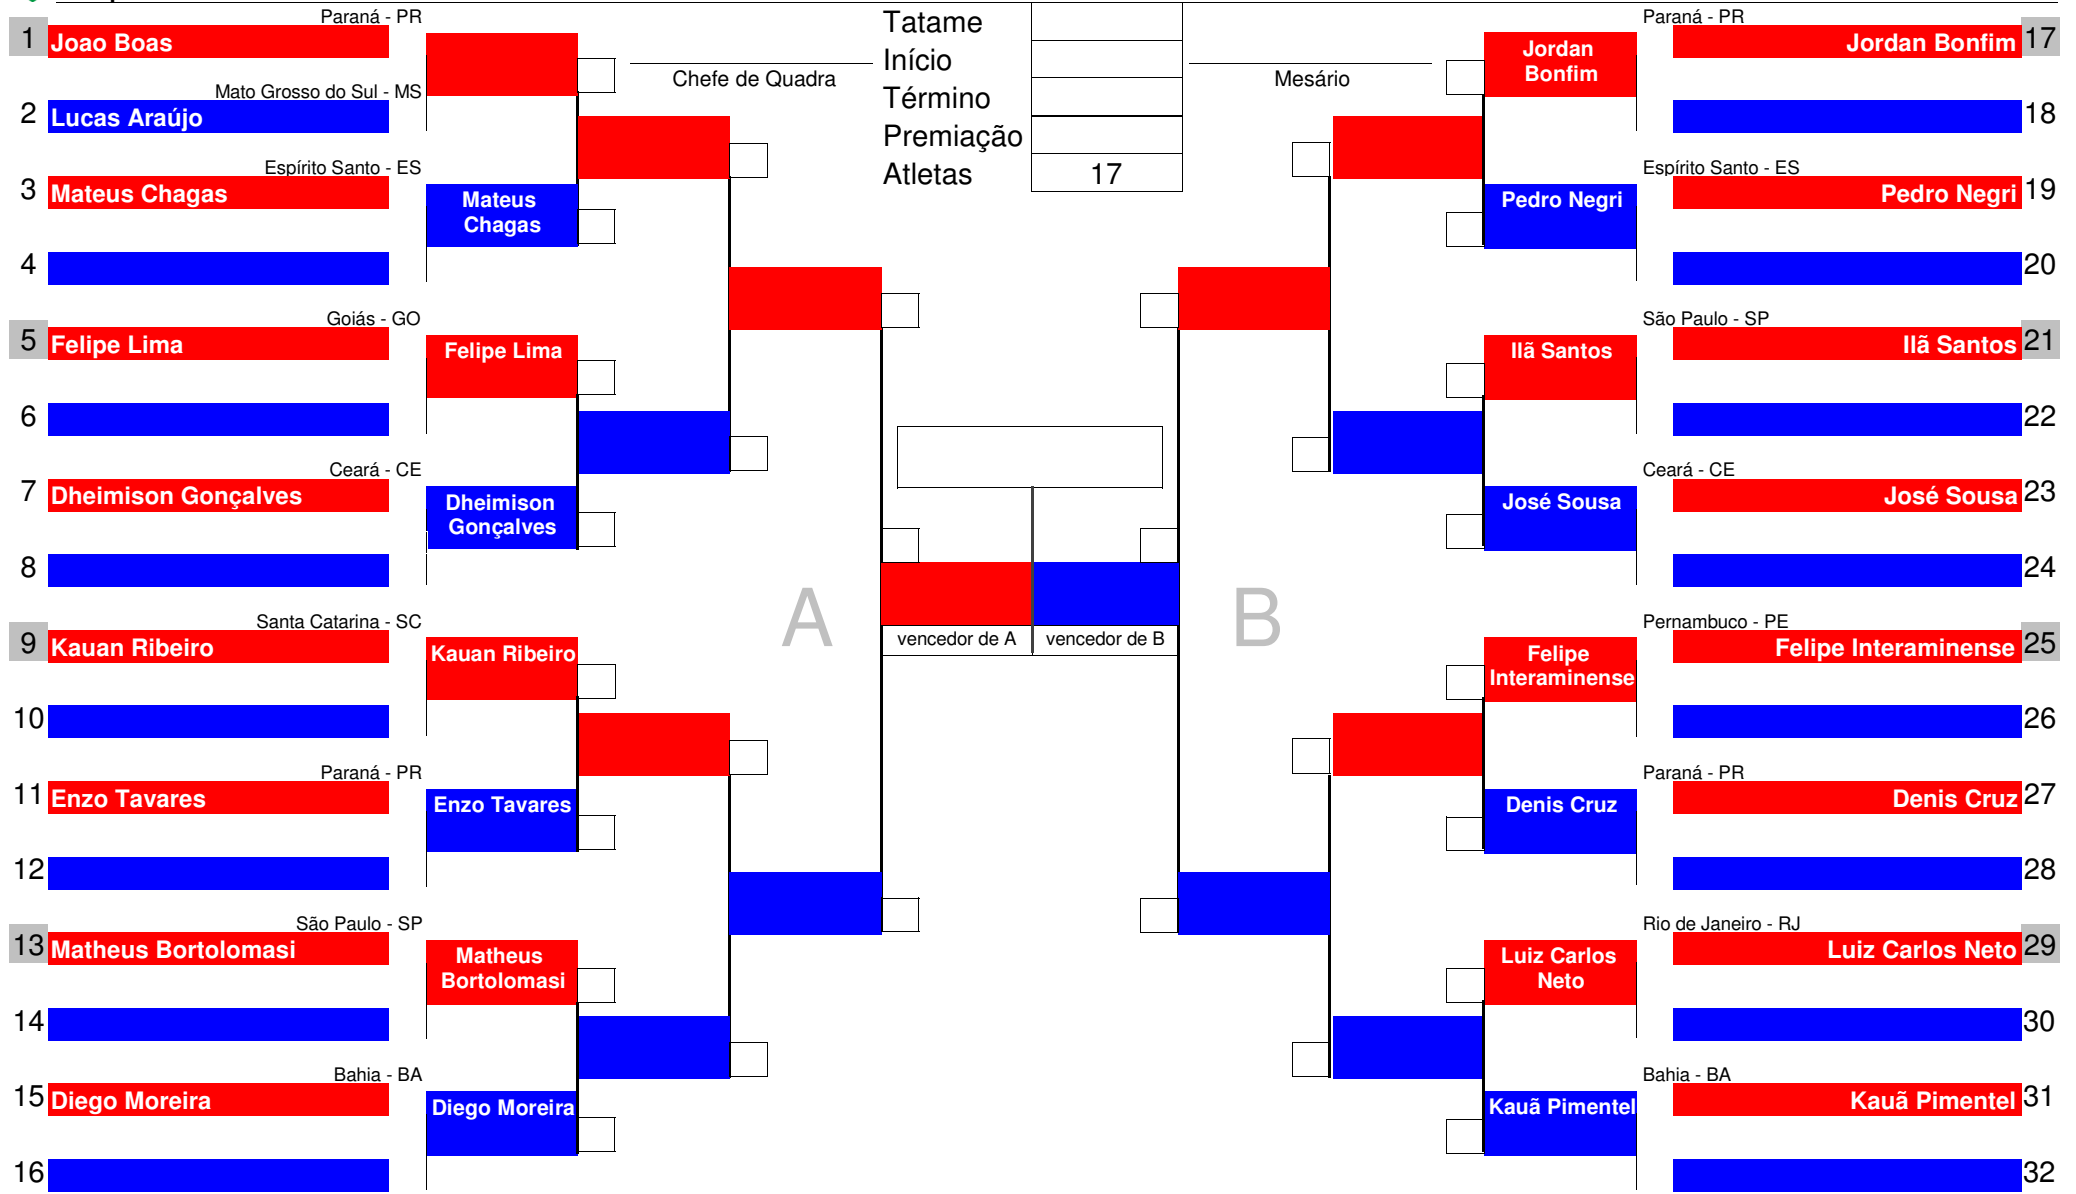 Tatame
Início
Término
Premiação
Atletas 17
Chefe de Quadra
Mesário
Paraná - PR
1 Joao Boas
Mato Grosso do Sul - MS
2 Lucas Araújo
Espírito Santo - ES
3 Mateus Chagas
4
Goiás - GO
5 Felipe Lima
6
Ceará - CE
7 Dheimison Gonçalves
8
Santa Catarina - SC
9 Kauan Ribeiro
10
Paraná - PR
11 Enzo Tavares
12
São Paulo - SP
13 Matheus Bortolomasi
14
Bahia - BA
15 Diego Moreira
16
Mateus
Chagas
Felipe Lima
Dheimison
Gonçalves
Kauan Ribeiro
Enzo Tavares
Matheus
Bortolomasi
Diego Moreira
A
B
vencedor de A
vencedor de B
Jordan
Bonfim
Pedro Negri
Ilã Santos
José Sousa
Felipe
Interaminense
Denis Cruz
Luiz Carlos
Neto
Kauã Pimentel
Paraná - PR
Jordan Bonfim 17
18
Espírito Santo - ES
Pedro Negri 19
20
São Paulo - SP
Ilã Santos 21
22
Ceará - CE
José Sousa 23
24
Pernambuco - PE
Felipe Interaminense 25
26
Paraná - PR
Denis Cruz 27
28
Rio de Janeiro - RJ
Luiz Carlos Neto 29
30
Bahia - BA
Kauã Pimentel 31
32